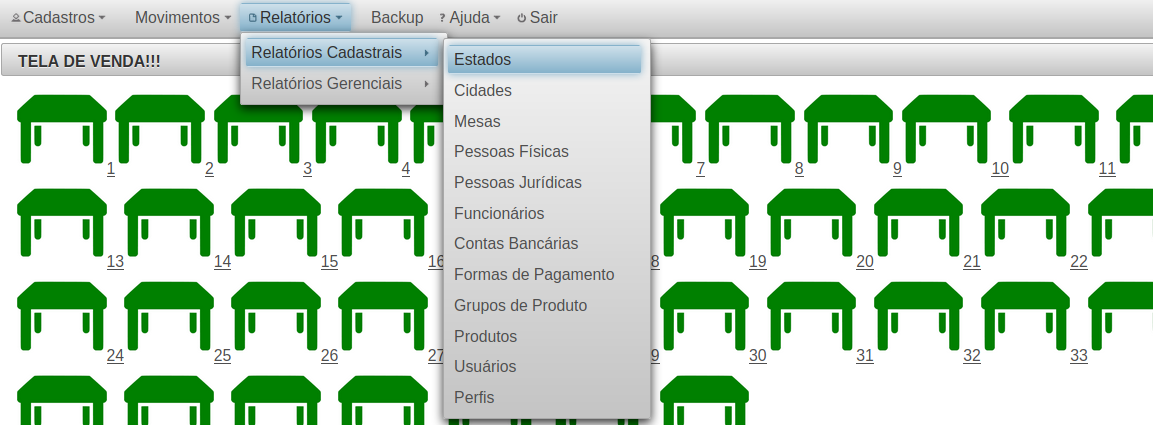 Cadastros Movimentos Relatórios Backup ? Ajuda Sair
Relatórios Cadastrais
Relatórios Gerenciais
Estados
Cidades
Mesas
Pessoas Físicas
Pessoas Jurídicas
Funcionários
Contas Bancárias
Formas de Pagamento
Grupos de Produto
Produtos
Usuários
Perfis
TELA DE VENDA!!!
1 2 3 4 7 8 9 10 11
13 14 15 16 8 19 20 21 22
24 25 26 27 9 30 31 32 33